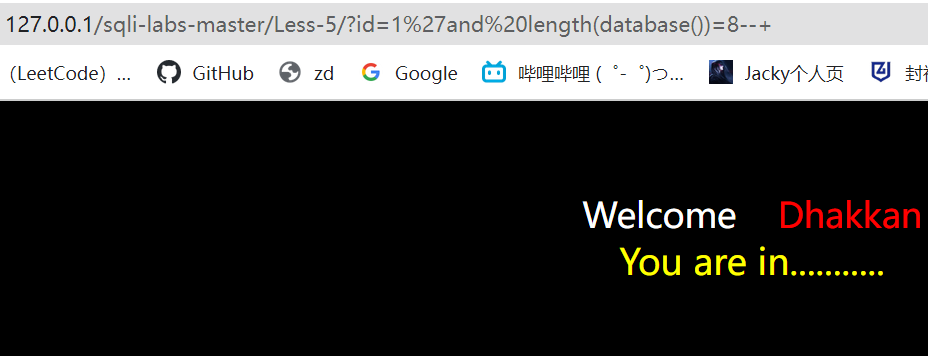 127.0.0.1/sqli-labs-master/Less-5/?id=1%27and%20length(database())=8--+
(LeetCode) ... GitHub zd Google 哔哩哔哩 ( ゜- ゜)つ... Jacky个人页 封神
Welcome Dhakkan
You are in...........